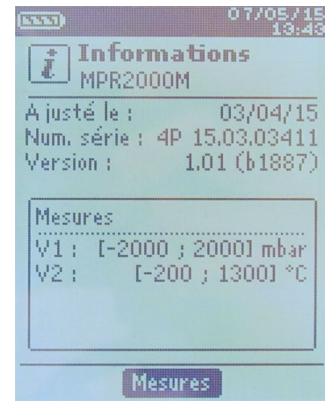 07/05/15
13:43
i Informations
MPR2000M
Ajusté le : 03/04/15
Num. série : 4P 15.03.03411
Version : 1.01 (b1887)
Mesures
V1 : [-2000 ; 2000] mbar
V2 : [-200 ; 1300] °C
Mesures